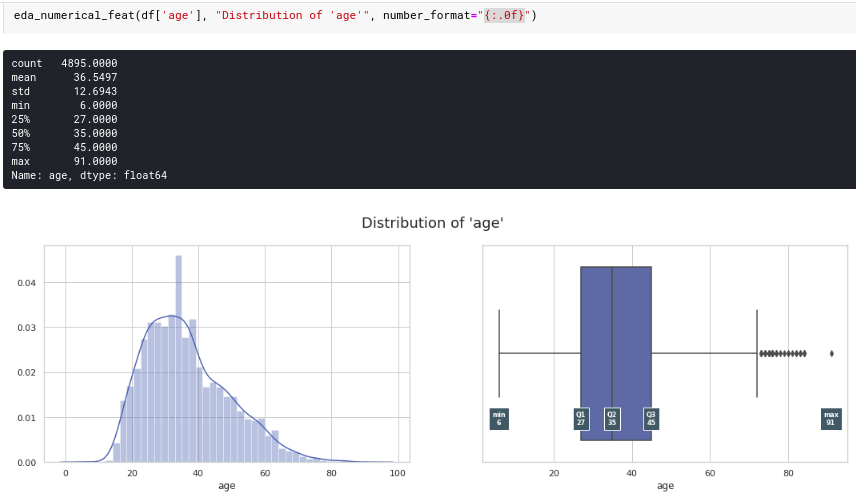 eda_numerical_feat(df['age'], "Distribution of 'age'", number_format="{:.0f}")
count 4895.0000
mean 36.5497
std 12.6943
min 6.0000
25% 27.0000
50% 35.0000
75% 45.0000
max 91.0000
Name: age, dtype: float64
Distribution of 'age'
0.04
0.03
0.02
0.01
0.00
0 20 40 60 80 100
age
min
6
Q1
27
Q2
35
Q3
45
max
91
20 40 60 80
age